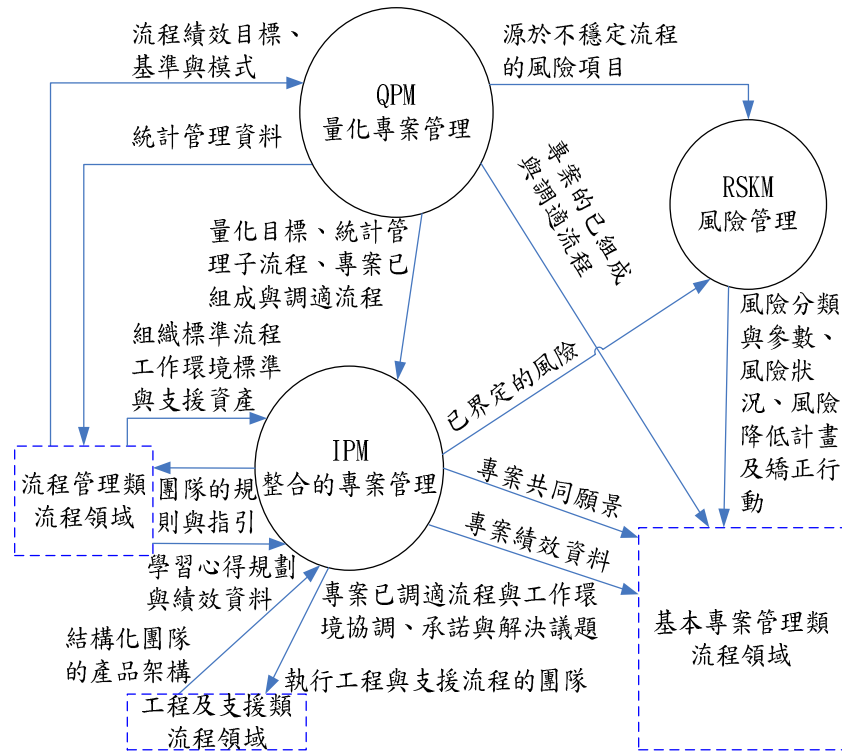 流程績效目標、
基準與模式
源於不穩定流程
的風險項目
QPM
量化專案管理
統計管理資料
專案的已組成
與調適流程
RSKM
風險管理
量化目標、統計管
理子流程、專案已
組成與調適流程
組織標準流程
工作環境標準
與支援資產
已界定的風險
風險分類
與參數、
風險狀
況、風險
降低計畫
及矯正行
動
IPM
整合的專案管理
流程管理類
流程領域
團隊的規
則與指引
專案共同願景
專案績效資料
學習心得規劃
與績效資料
專案已調適流程與工作環
境協調、承諾與解決議題
基本專案管理類
流程領域
結構化團隊
的產品架構
執行工程與支援流程的團隊
工程及支援類
流程領域